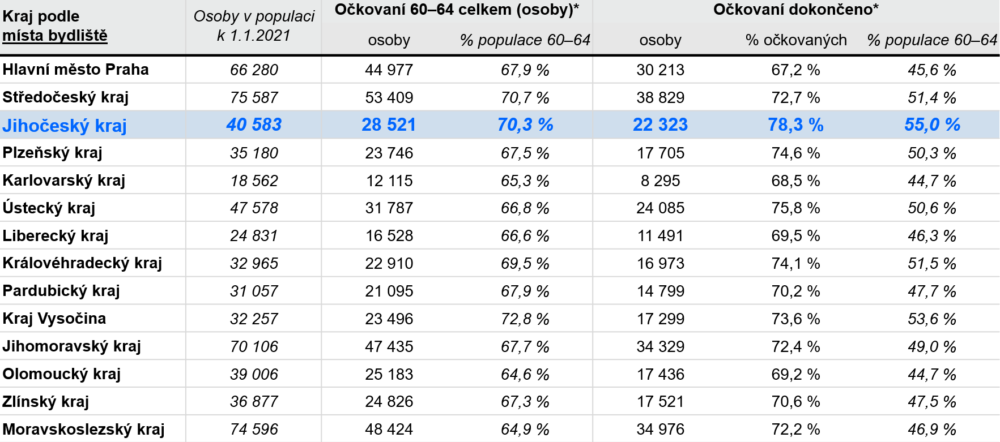 Kraj podle místa bydliště Osoby v populaci k 1.1.2021 Očkovaní 60–64 celkem (osoby)* Očkovaní dokončeno*
osoby % populace 60–64 osoby % očkovaných % populace 60–64
Hlavní město Praha 66 280 44 977 67,9 % 30 213 67,2 % 45,6 %
Středočeský kraj 75 587 53 409 70,7 % 38 829 72,7 % 51,4 %
Jihočeský kraj 40 583 28 521 70,3 % 22 323 78,3 % 55,0 %
Plzeňský kraj 35 180 23 746 67,5 % 17 705 74,6 % 50,3 %
Karlovarský kraj 18 562 12 115 65,3 % 8 295 68,5 % 44,7 %
Ústecký kraj 47 578 31 787 66,8 % 24 085 75,8 % 50,6 %
Liberecký kraj 24 831 16 528 66,6 % 11 491 69,5 % 46,3 %
Královéhradecký kraj 32 965 22 910 69,5 % 16 973 74,1 % 51,5 %
Pardubický kraj 31 057 21 095 67,9 % 14 799 70,2 % 47,7 %
Kraj Vysočina 32 257 23 496 72,8 % 17 299 73,6 % 53,6 %
Jihomoravský kraj 70 106 47 435 67,7 % 34 329 72,4 % 49,0 %
Olomoucký kraj 39 006 25 183 64,6 % 17 436 69,2 % 44,7 %
Zlínský kraj 36 877 24 826 67,3 % 17 521 70,6 % 47,5 %
Moravskoslezský kraj 74 596 48 424 64,9 % 34 976 72,2 % 46,9 %